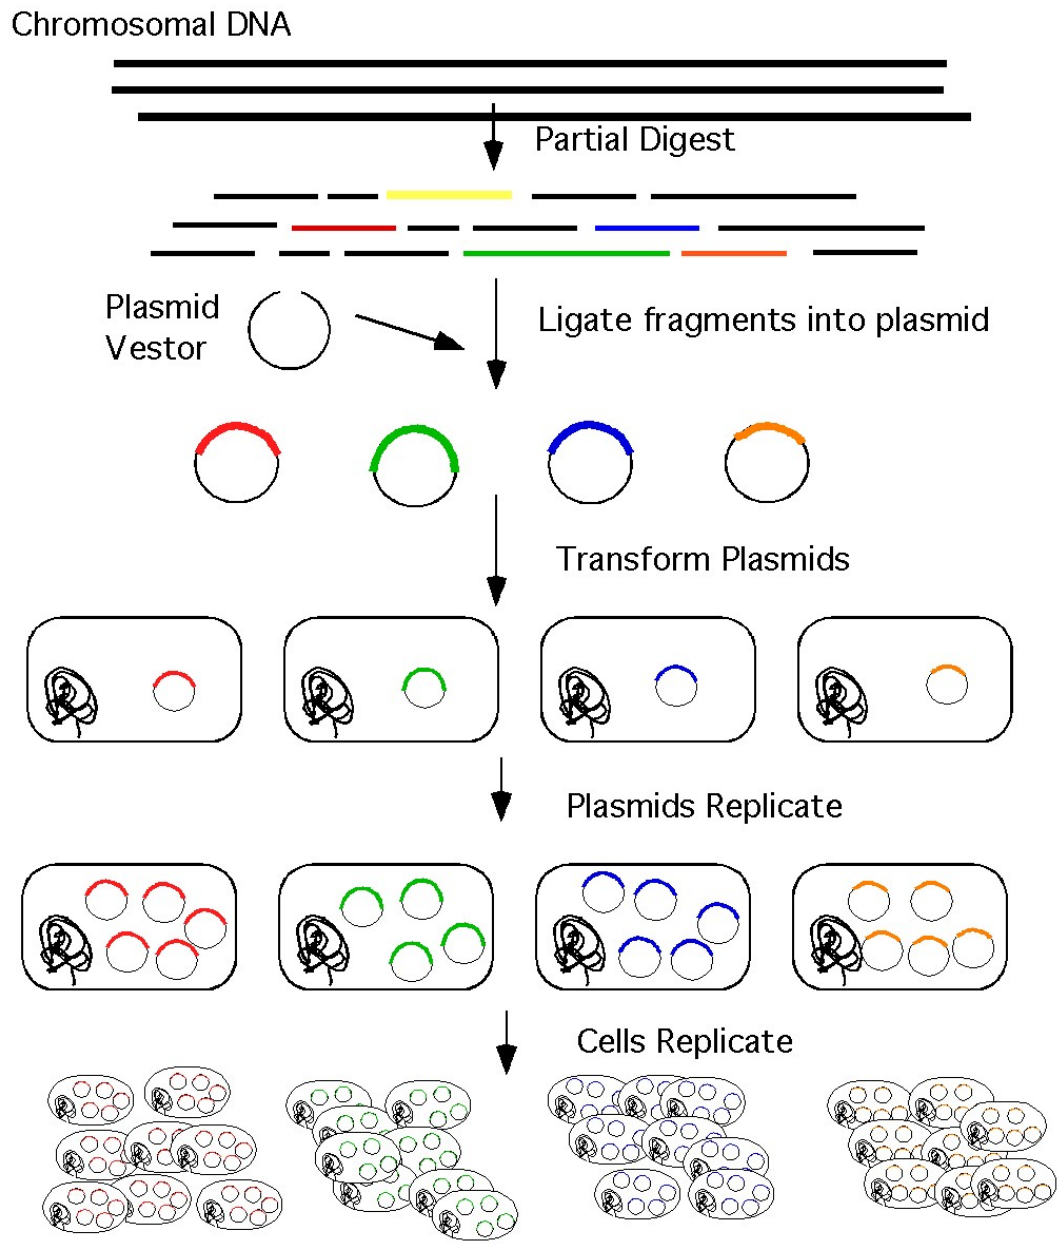 Chromosomal DNA
Partial Digest
Plasmid
Vestor
Ligate fragments into plasmid
Transform Plasmids
Plasmids Replicate
Cells Replicate